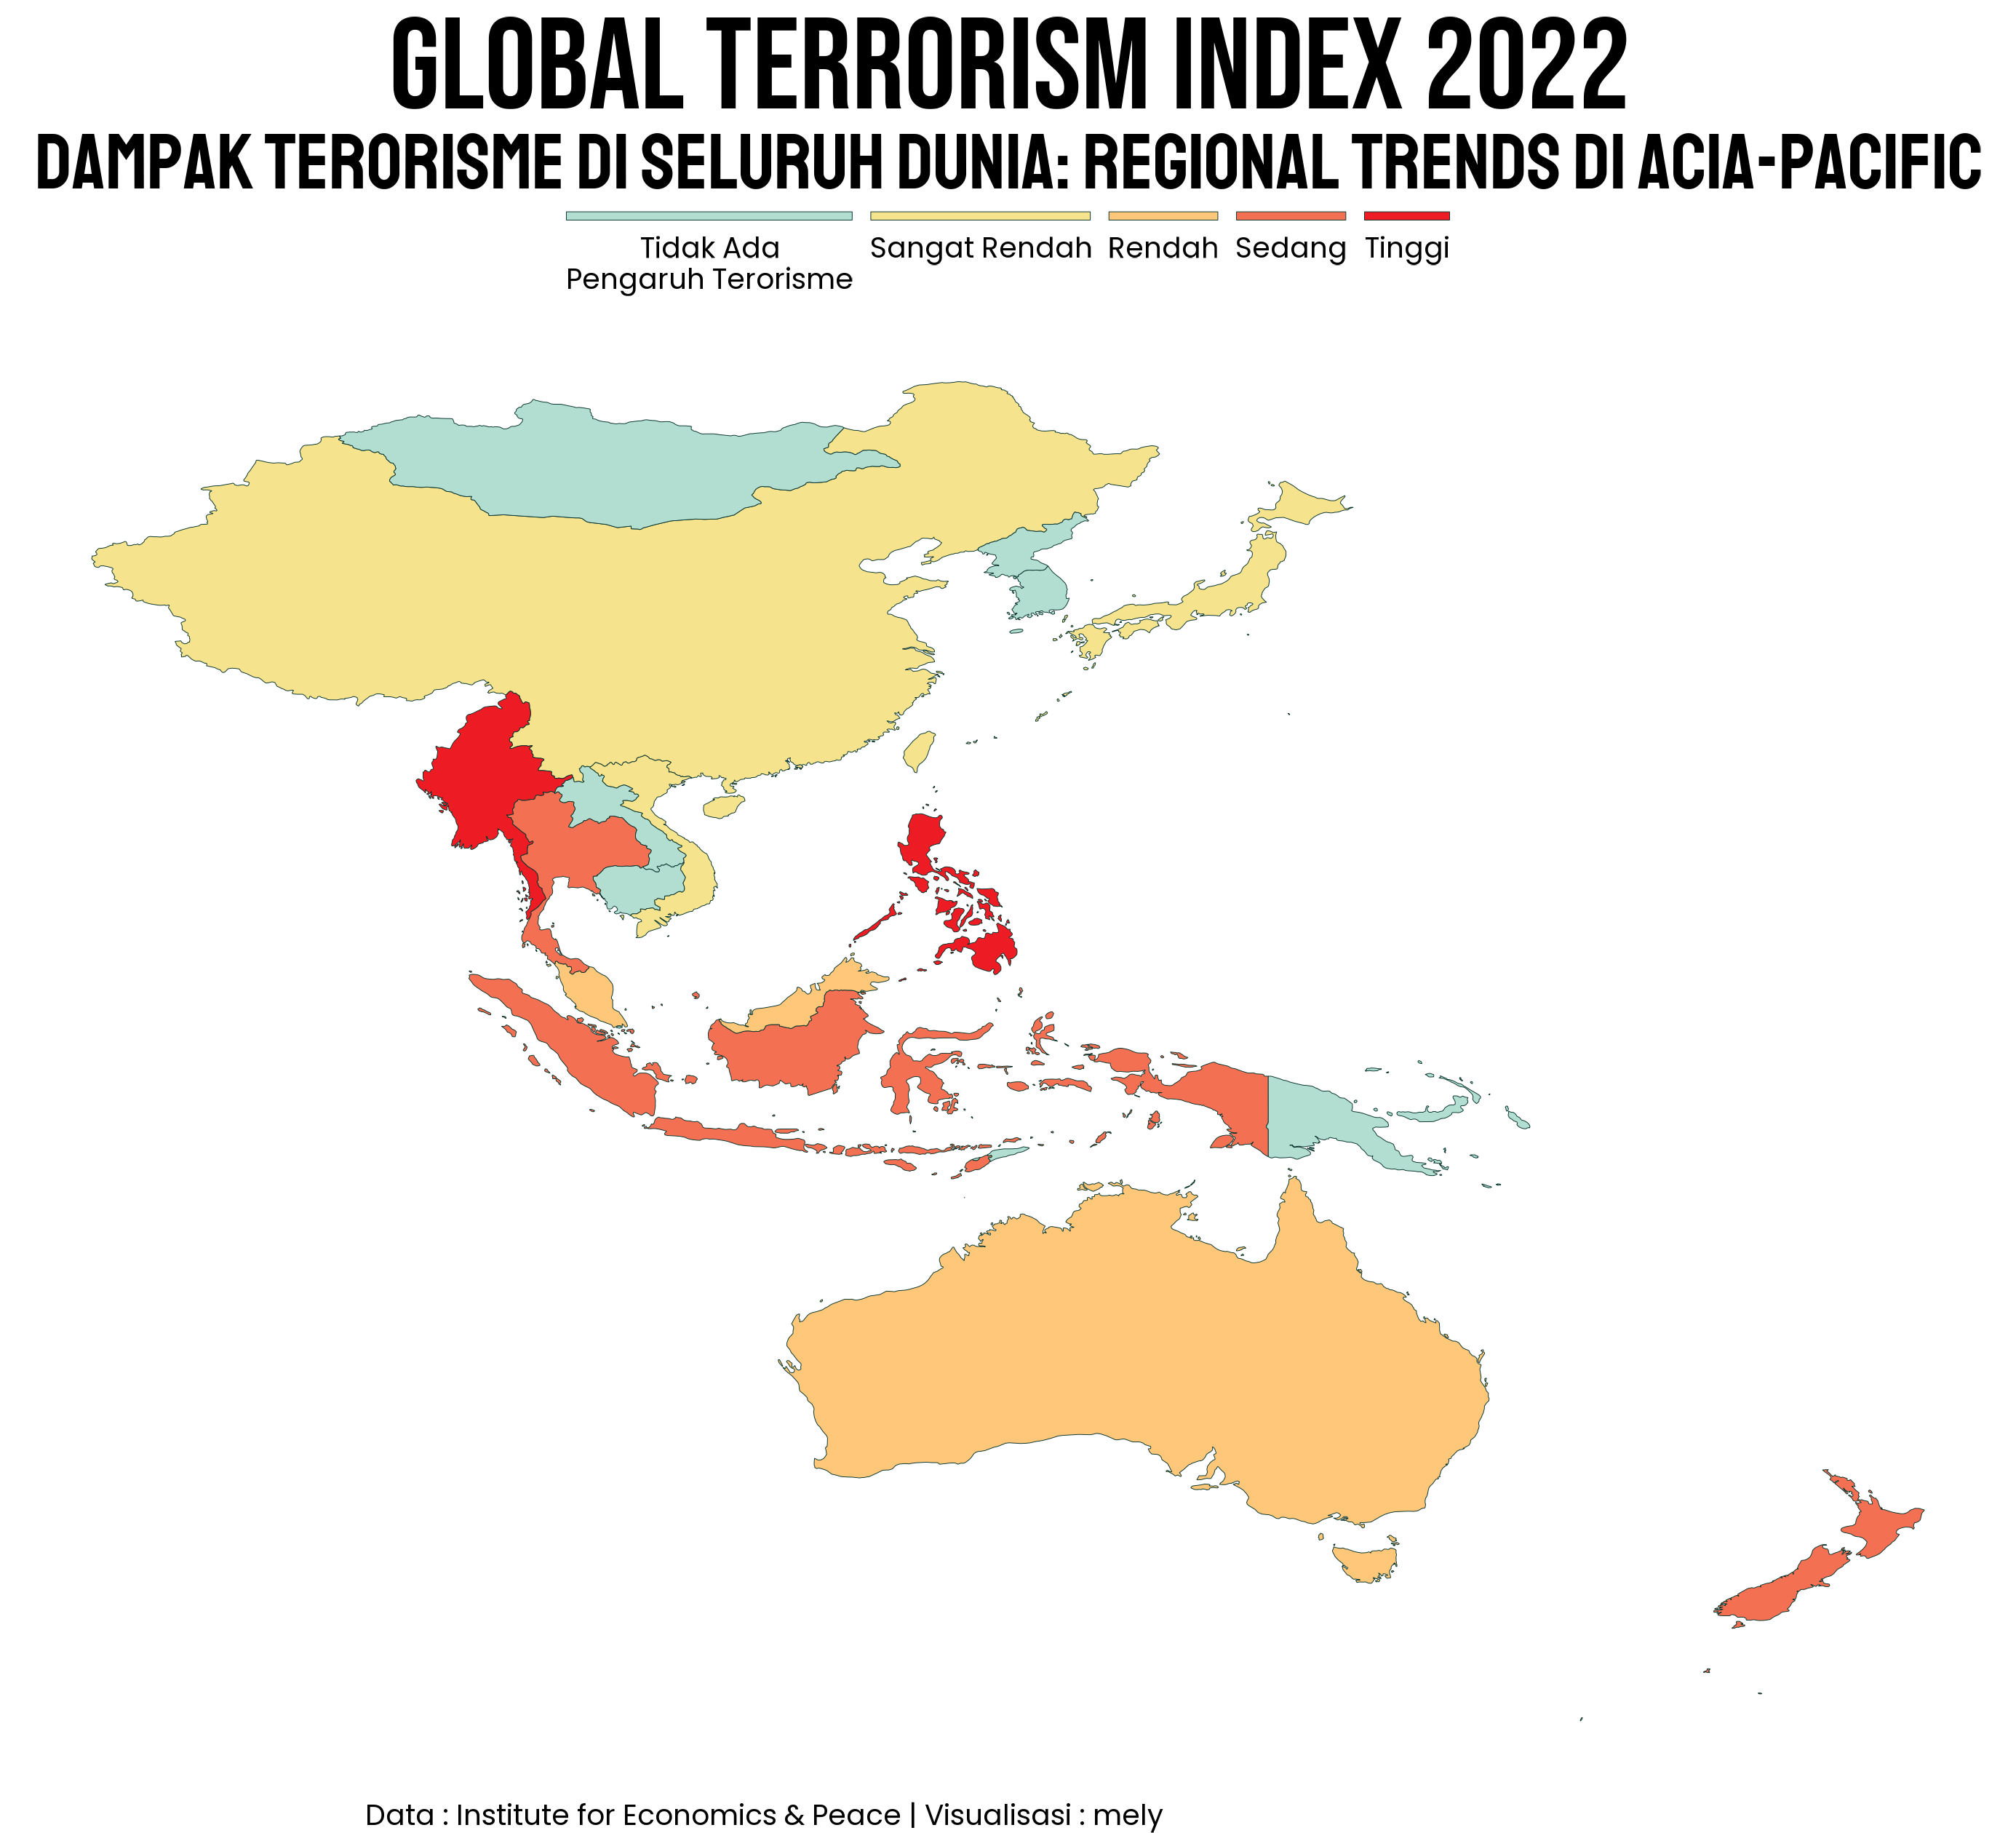 GLOBAL TERRORISM INDEX 2022
DAMPAK TERORISME DI SELURUH DUNIA: REGIONAL TRENDS DI ACIA-PACIFIC
Tidak Ada
Pengaruh Terorisme
Sangat Rendah
Rendah
Sedang
Tinggi
Data : Institute for Economics & Peace | Visualisasi : mely